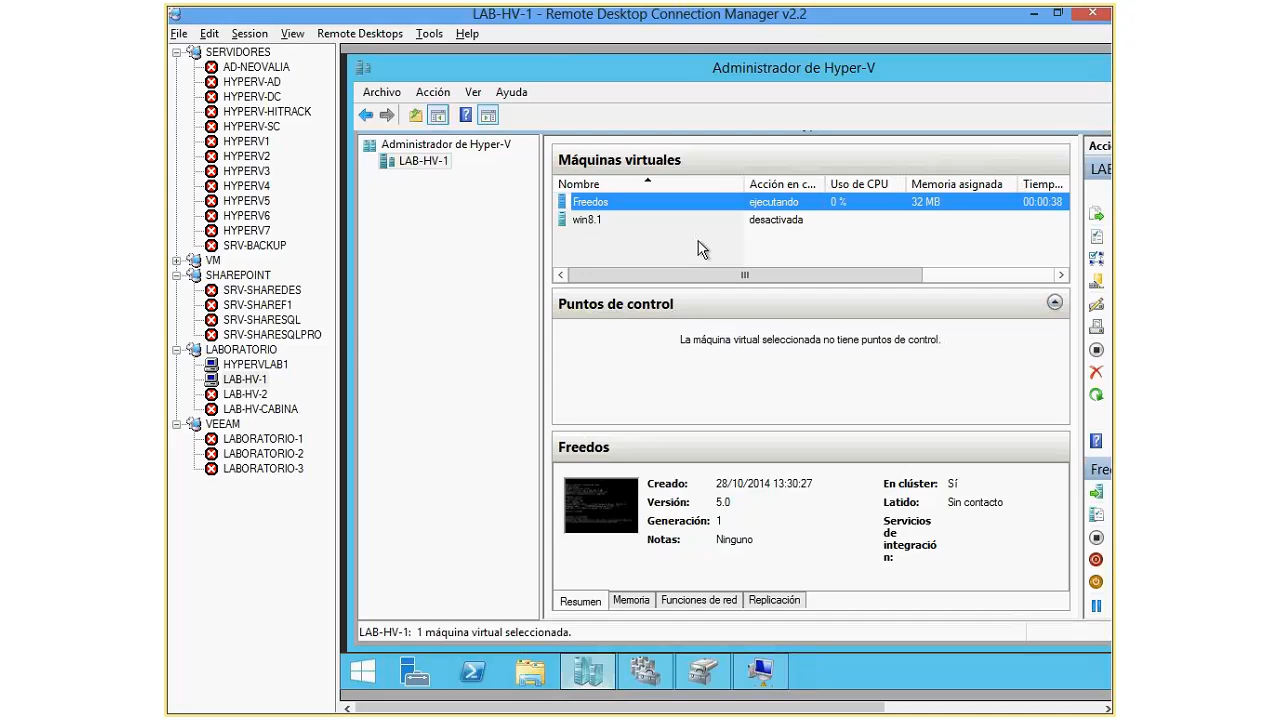 LAB-HV-1 - Remote Desktop Connection Manager v2.2
File Edit Session View Remote Desktops Tools Help
SERVIDORES
AD-NEOVALIA
HYPERV-AD
HYPERV-DC
HYPERV-HITRACK
HYPERV-SC
HYPERV1
HYPERV2
HYPERV3
HYPERV4
HYPERV5
HYPERV6
HYPERV7
SRV-BACKUP
VM
SHAREPOINT
SRV-SHAREDES
SRV-SHAREF1
SRV-SHARESQL
SRV-SHARESQLPRO
LABORATORIO
HYPERVLAB1
LAB-HV-1
LAB-HV-2
LAB-HV-CABINA
VEEAM
LABORATORIO-1
LABORATORIO-2
LABORATORIO-3
Administrador de Hyper-V
Archivo Acción Ver Ayuda
Administrador de Hyper-V
LAB-HV-1
Máquinas virtuales
Nombre Acción en c... Uso de CPU Memoria asignada Tiemp...
Freedos ejecutando 0 % 32 MB 00:00:38
win8.1 desactivada
Puntos de control
La máquina virtual seleccionada no tiene puntos de control.
Freedos
Creado: 28/10/2014 13:30:27
Versión: 5.0
Generación: 1
Notas: Ninguno
En clúster: Sí
Latido: Sin contacto
Servicios
de
integració
n:
Resumen Memoria Funciones de red Replicación
Acci
LAB
Free
LAB-HV-1: 1 máquina virtual seleccionada.